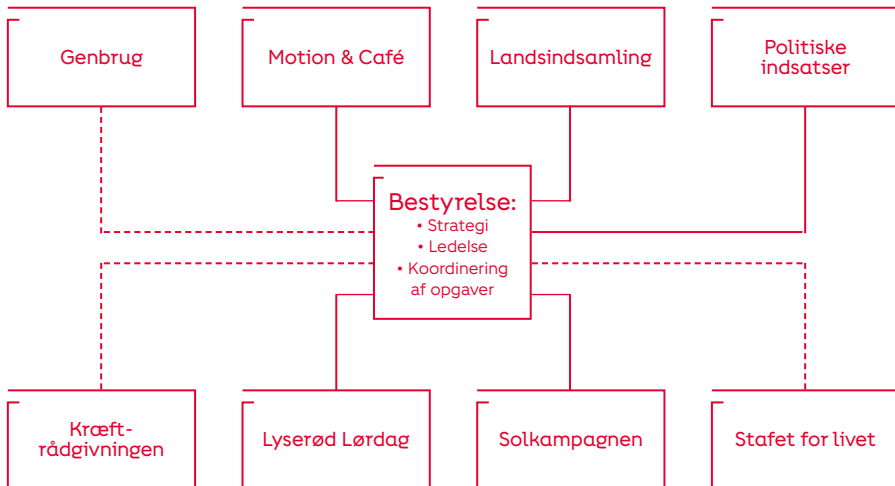 Genbrug
Motion & Café
Landsindsamling
Politiske
indsatser
Bestyrelse:
• Strategi
• Ledelse
• Koordinering
af opgaver
Kræft-
rådgivningen
Lyserød Lørdag
Solkampagnen
Stafet for livet